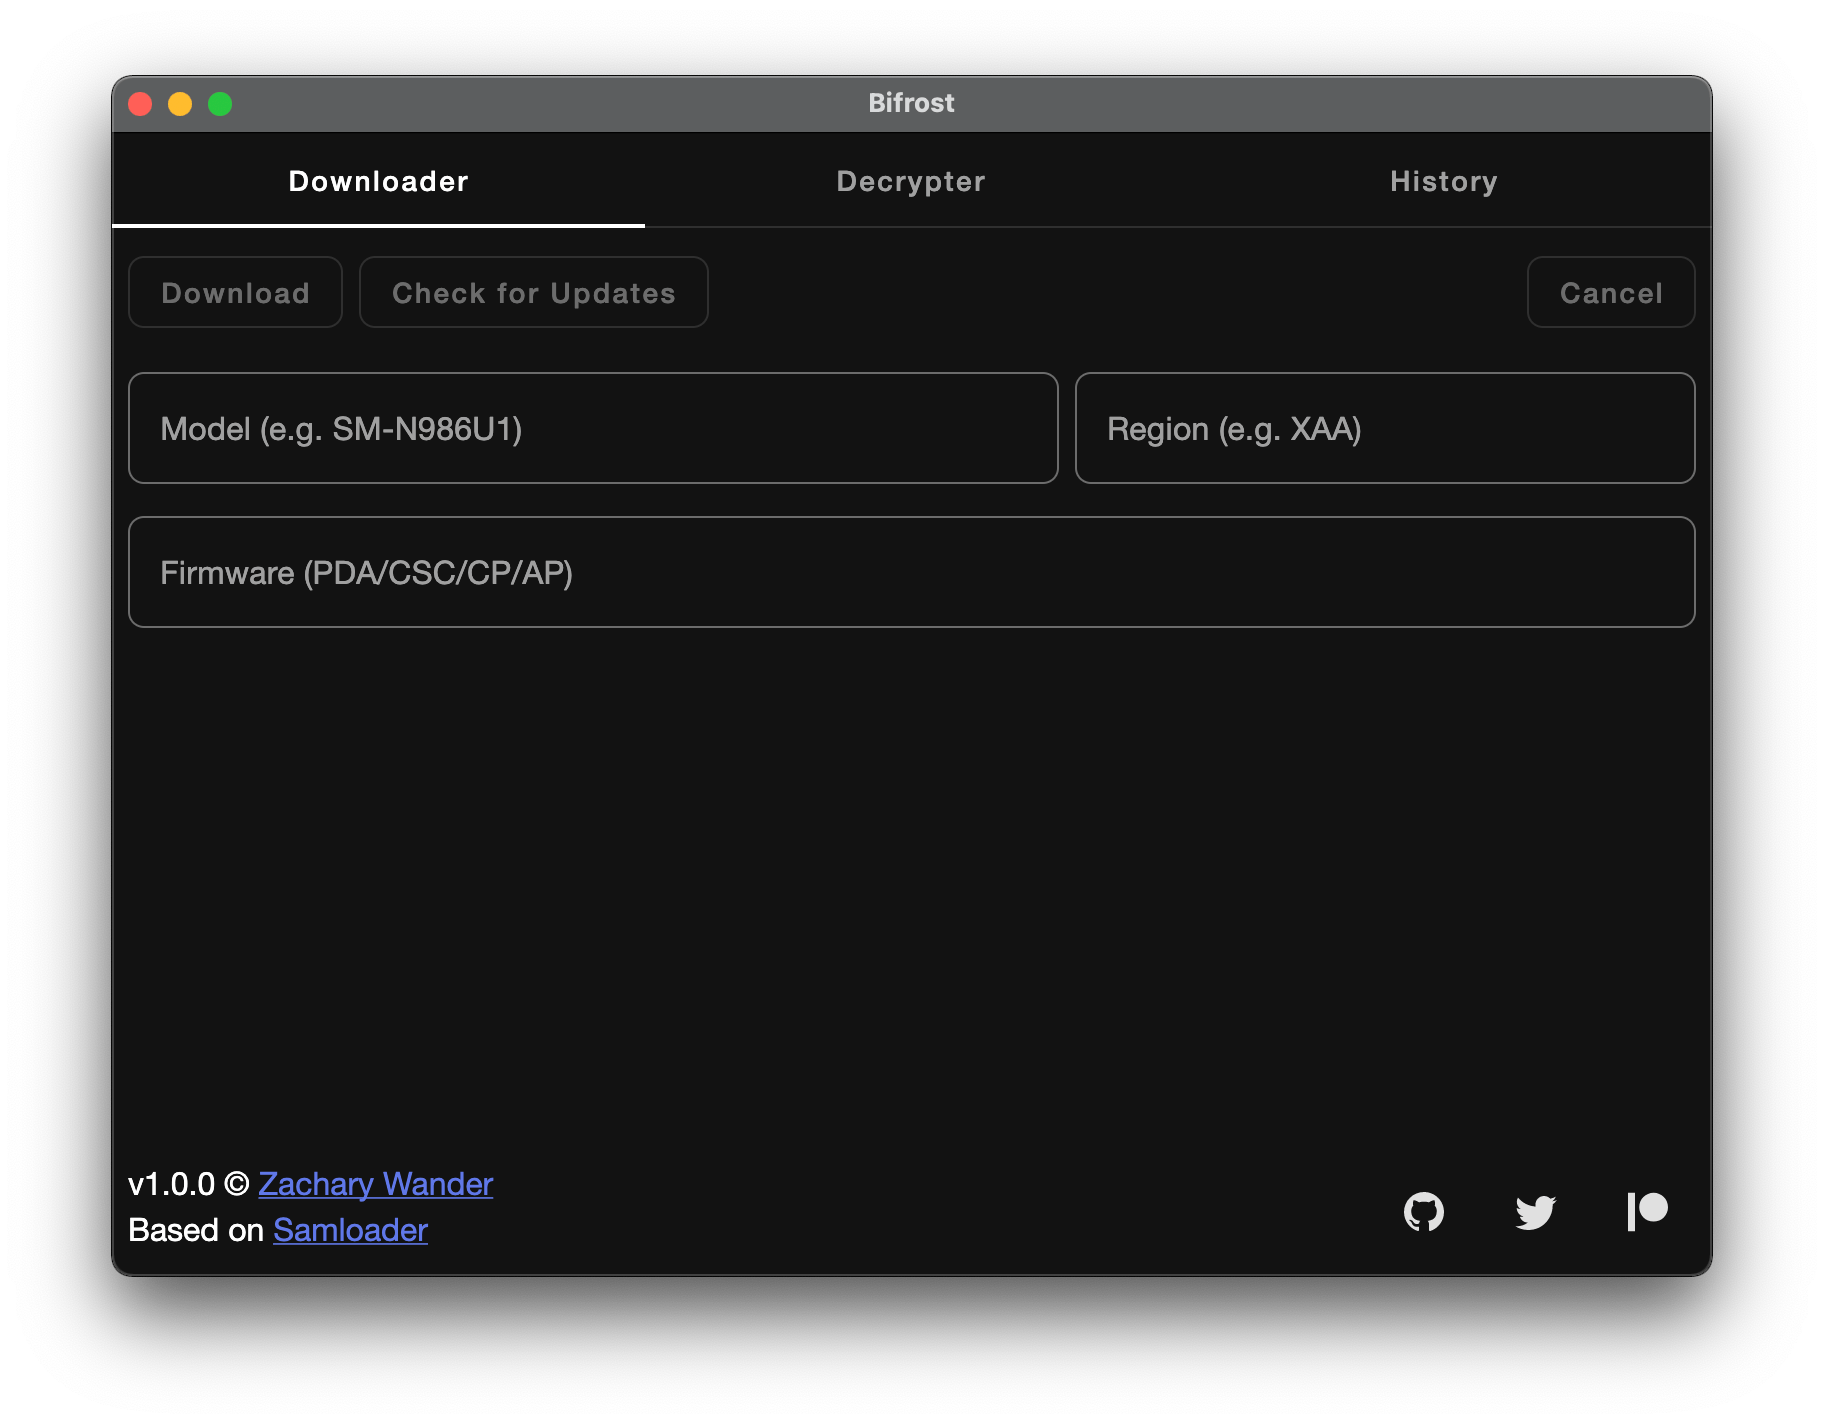 Bifrost
Downloader Decrypter History
Download Check for Updates Cancel
Model (e.g. SM-N986U1) Region (e.g. XAA)
Firmware (PDA/CSC/CP/AP)
v1.0.0 © Zachary Wander
Based on Samloader